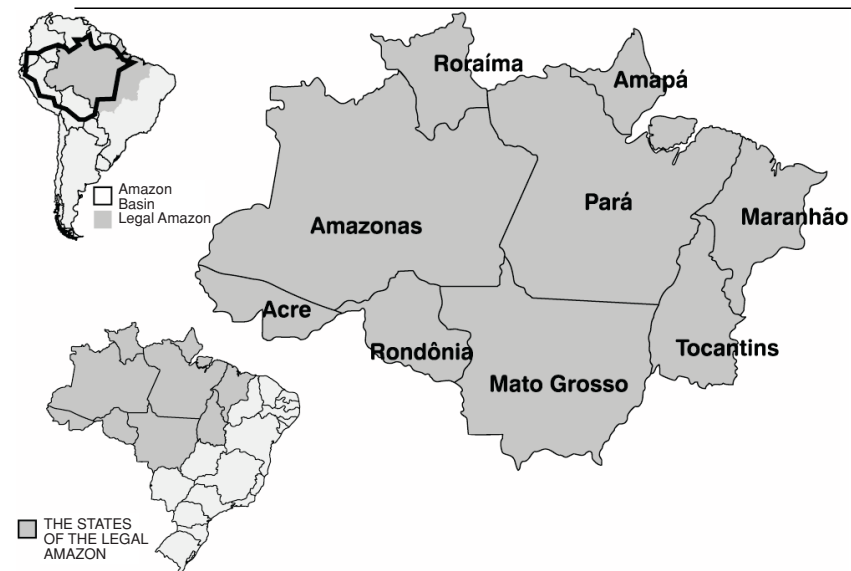 Roraíma
Amapá
Amazon
Basin
Legal Amazon
Pará
Maranhão
Amazonas
Acre
Rondônia
Tocantins
Mato Grosso
THE STATES
OF THE LEGAL
AMAZON